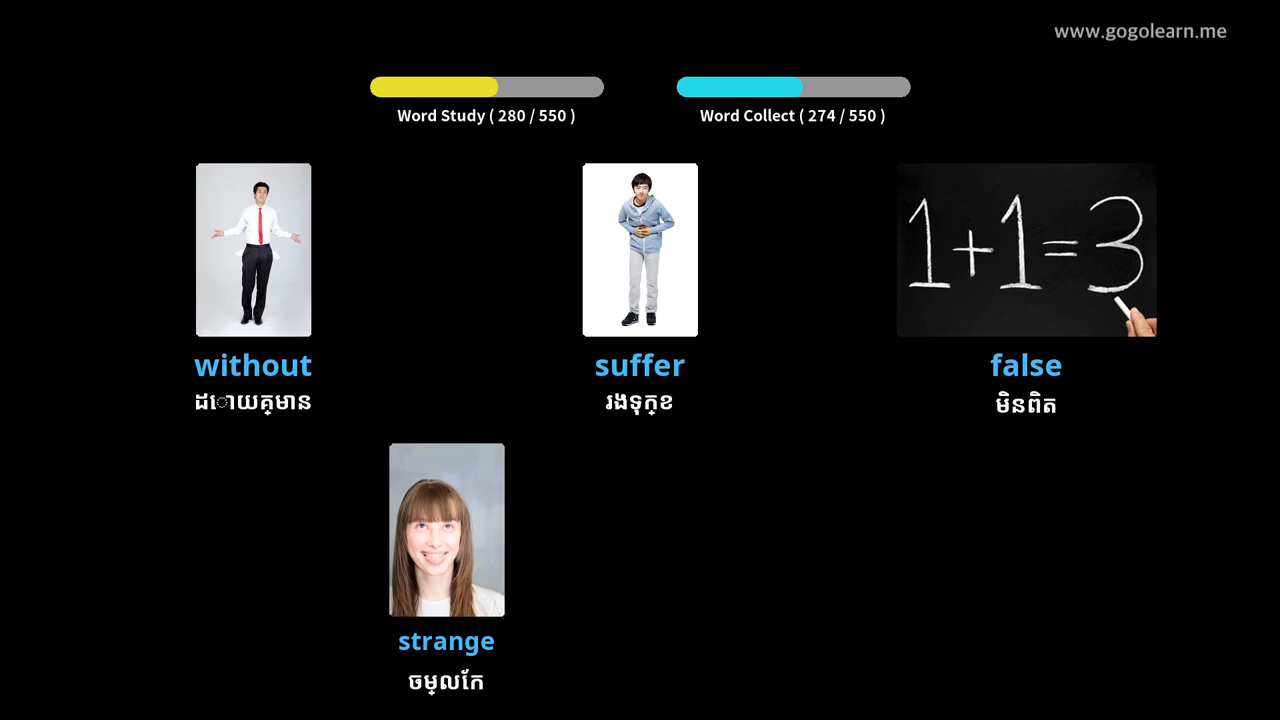 www.gogolearn.me
Word Study ( 280 / 550 )
Word Collect ( 274 / 550 )
1+1=3
without
suffer
false
ដោយគ្មាន
រងទុក្ខ
មិនពិត
strange
ចម្លកែ